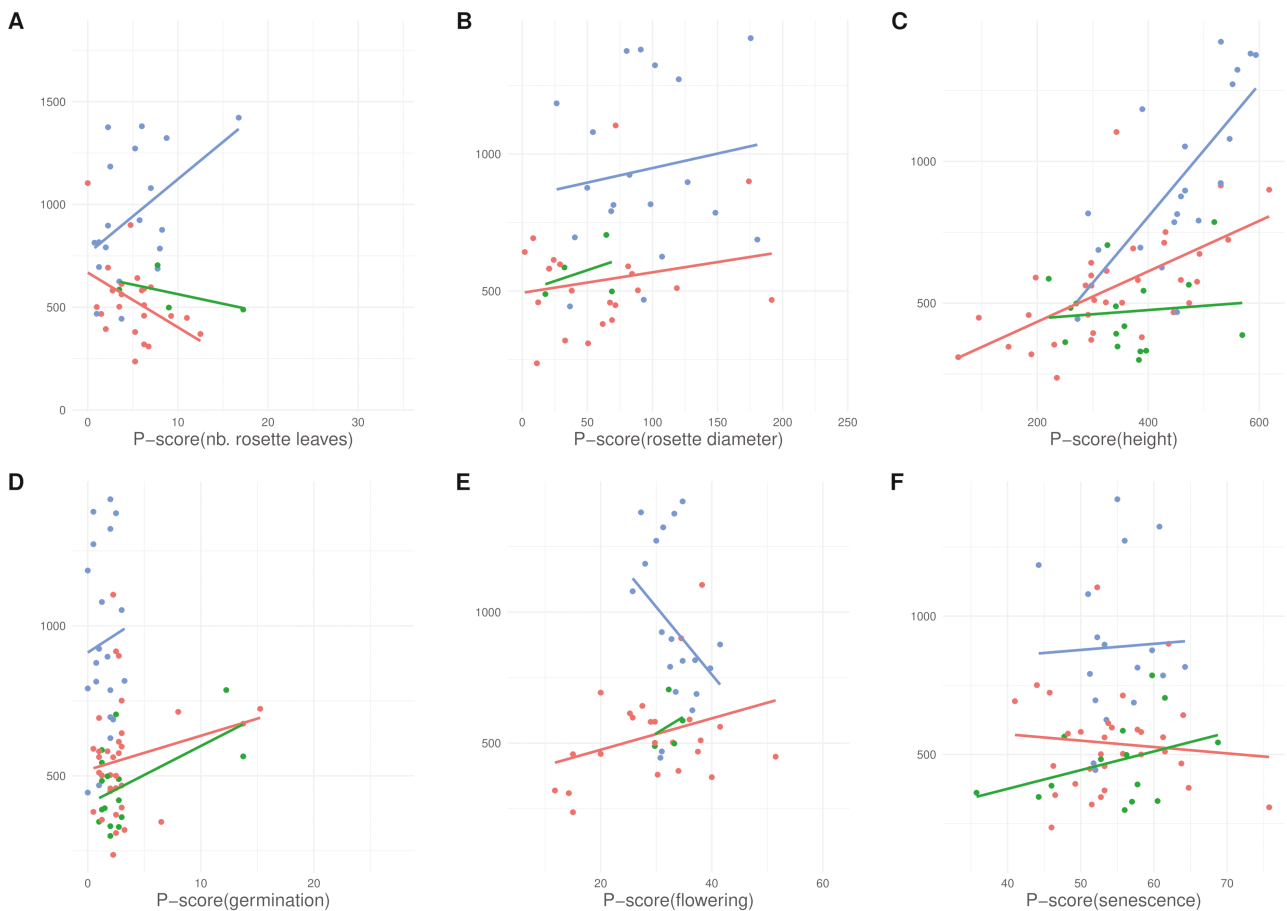 A
1500
1000
500
0
0 10 20 30
P−score(nb. rosette leaves)
B
1000
500
0 50 100 150 200 250
P−score(rosette diameter)
C
1000
500
200 400 600
P−score(height)
D
1000
500
0 10 20
P−score(germination)
E
1000
500
20 40 60
P−score(flowering)
F
1000
500
40 50 60 70
P−score(senescence)